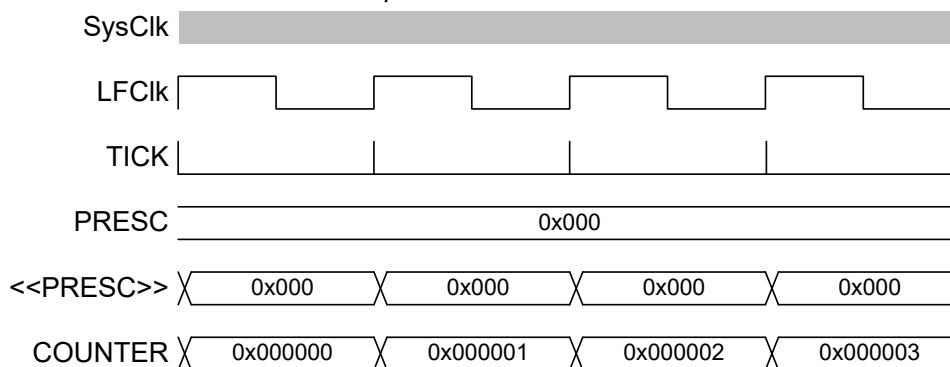 SysClk
LFClk
TICK
PRESC 0x000
<<PRESC>> 0x000 0x000 0x000 0x000
COUNTER 0x000000 0x000001 0x000002 0x000003